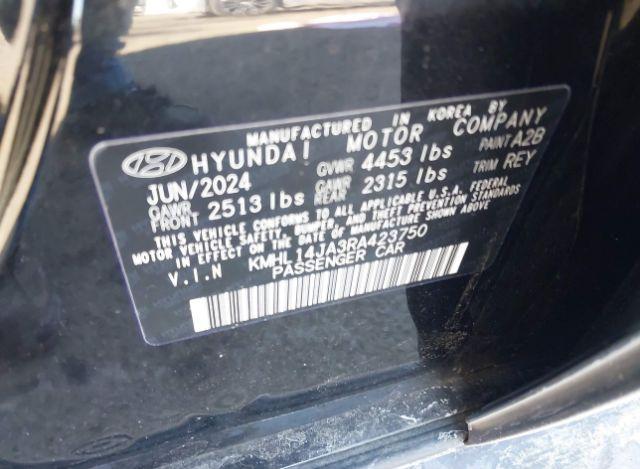 MANUFACTURED IN KOREA BY
HYUNDAI MOTOR COMPANY
JUN/2024 GVWR 4453 lbs PAINT A2B
GAWR FRONT 2513 lbs GAWR REAR 2315 lbs TRIM REY
THIS VEHICLE CONFORMS TO ALL APPLICABLE U.S.A. FEDERAL
MOTOR VEHICLE SAFETY, BUMPER, AND THEFT PREVENTION STANDARDS
IN EFFECT ON THE DATE OF MANUFACTURE SHOWN ABOVE.
V.I.N KMHL14JA3RA423750
PASSENGER CAR